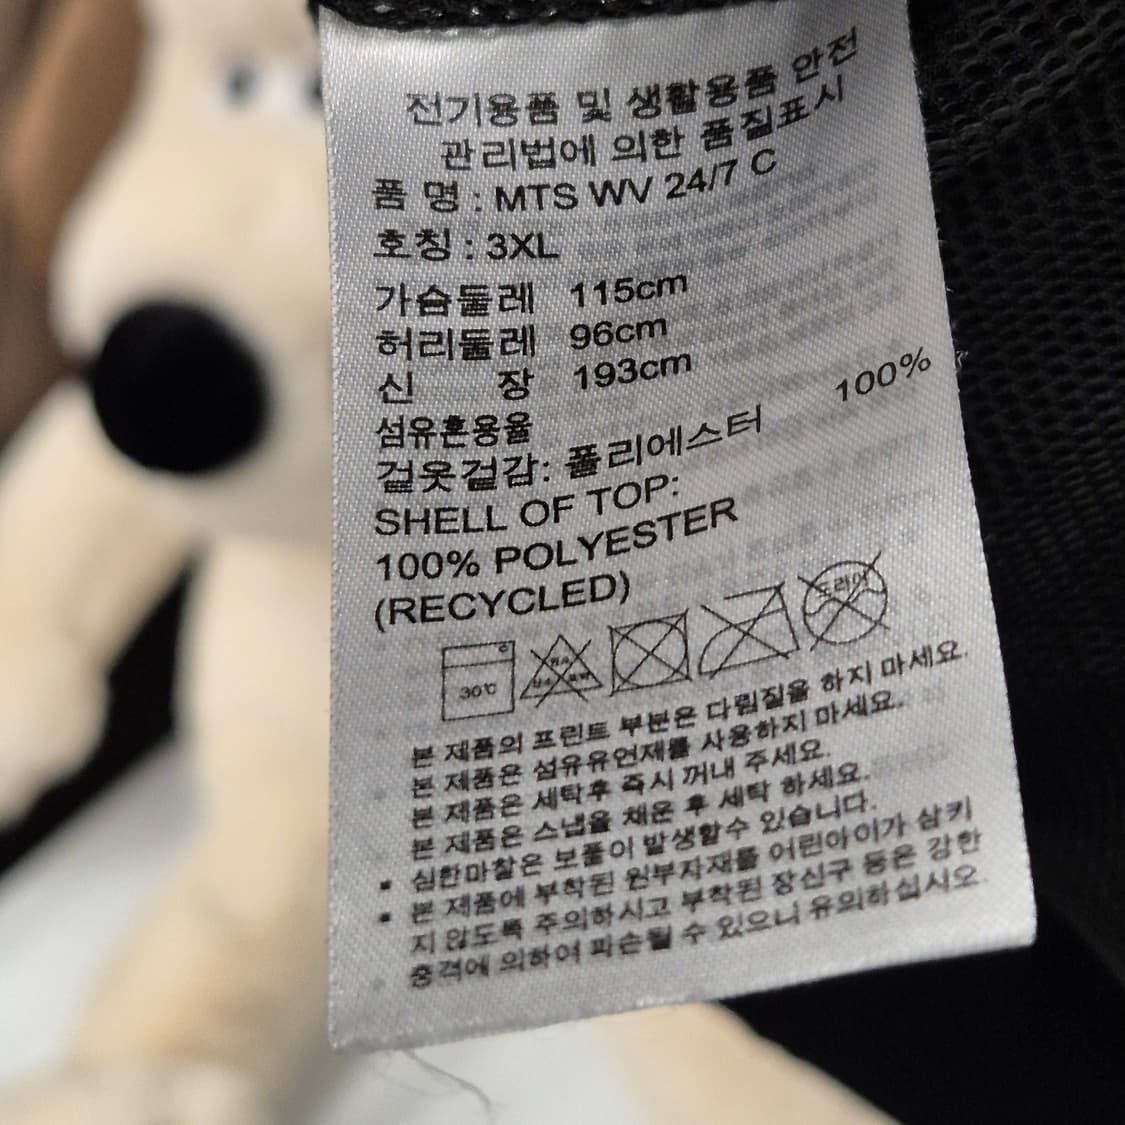 전기용품 및 생활용품 안전
관리법에 의한 품질표시
품 명 : MTS WV 24/7 C
호칭 : 3XL
가슴둘레 115cm
허리둘레 96cm
신 장 193cm
섬유혼용율
겉옷겉감: 폴리에스터 100%
SHELL OF TOP:
100% POLYESTER
(RECYCLED)
30℃ 드라이
본 제품의 프린트 부분은 다림질을 하지 마세요.
본 제품은 섬유유연제를 사용하지 마세요.
본 제품은 세탁후 즉시 꺼내 주세요.
본 제품은 스냅을 채운 후 세탁 하세요.
▪ 심한마찰은 보풀이 발생할수 있습니다.
▪ 본 제품에 부착된 원부자재를 어린아이가 삼키
지 않도록 주의하시고 부착된 장신구 등은 강한
충격에 의하여 파손될 수 있으니 유의하십시오.